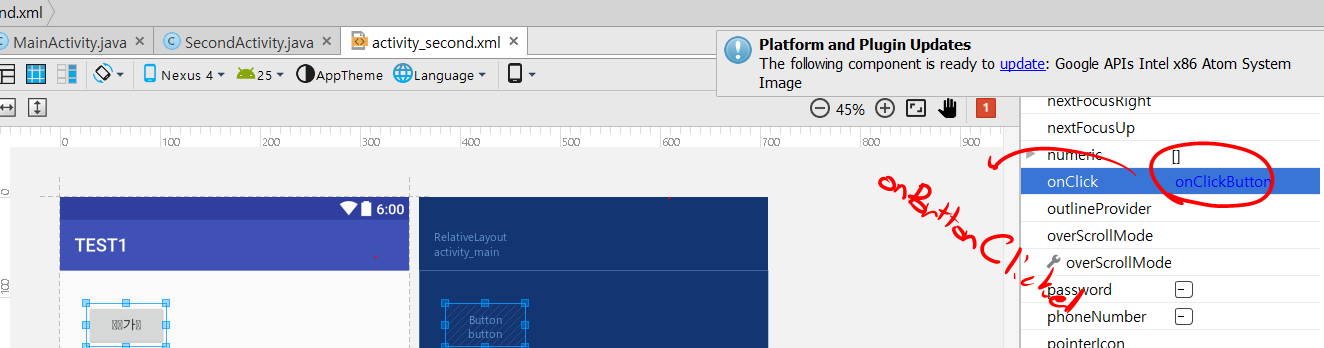 nd.xml
MainActivity.java
SecondActivity.java
activity_second.xml
Platform and Plugin Updates
The following component is ready to update: Google APIs Intel x86 Atom System
Image
Nexus 4
25
AppTheme
Language
45%
1
nextFocusRight
nextFocusUp
numeric
[]
onClick
onClickButton
outlineProvider
overScrollMode
overScrollMode
password
phoneNumber
pointerIcon
0 100 200 300 400 500 600 700 800 900
0
100
6:00
TEST1
RelativeLayout
activity_main
가
Button
button
onButtonClicked